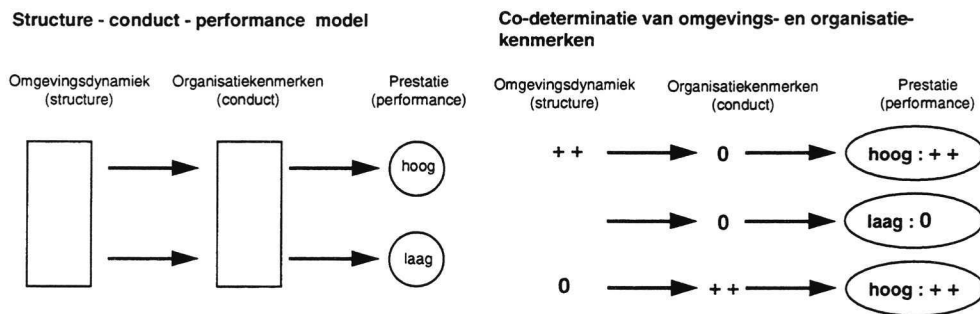 Structure - conduct - performance model
Omgevingsdynamiek
(structure)
Organisatiekenmerken
(conduct)
Prestatie
(performance)
hoog
laag
Co-determinatie van omgevings- en organisatie-
kenmerken
Omgevingsdynamiek
(structure)
Organisatiekenmerken
(conduct)
Prestatie
(performance)
+ + 0 hoog : + +
0 laag : 0
0 + + hoog : + +